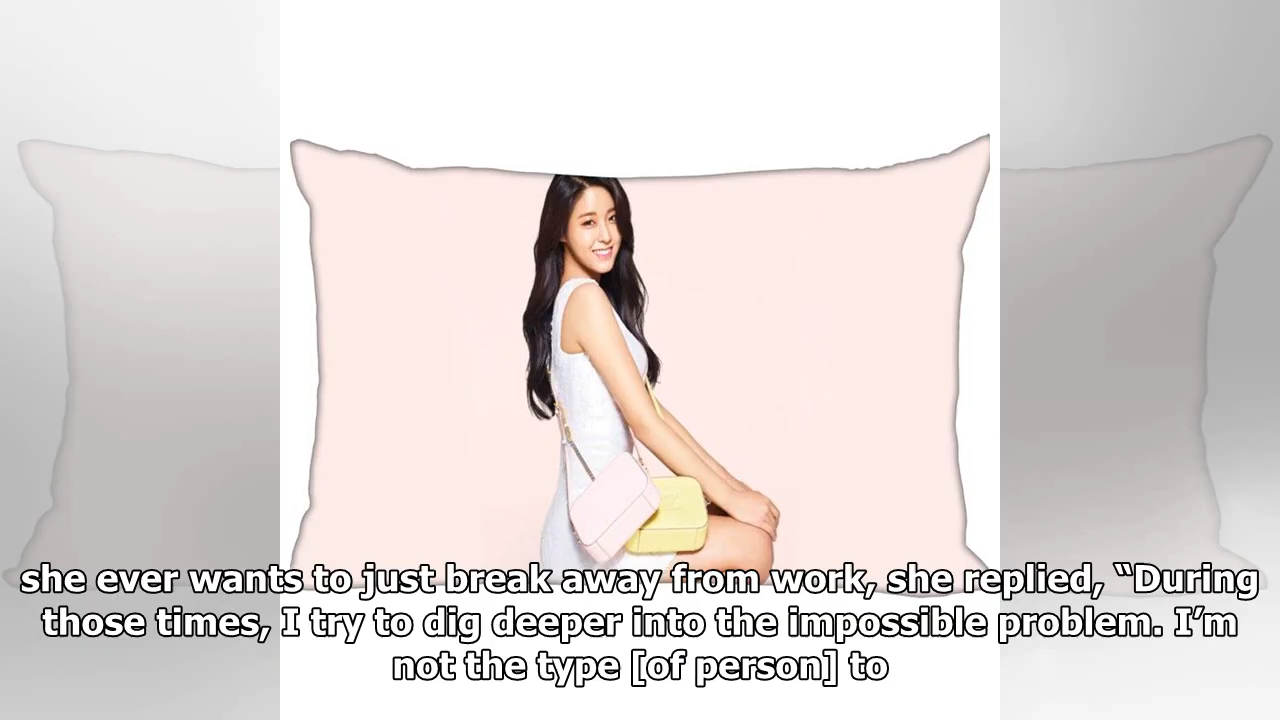 she ever wants to just break away from work, she replied, “During
those times, I try to dig deeper into the impossible problem. I’m
not the type [of person] to